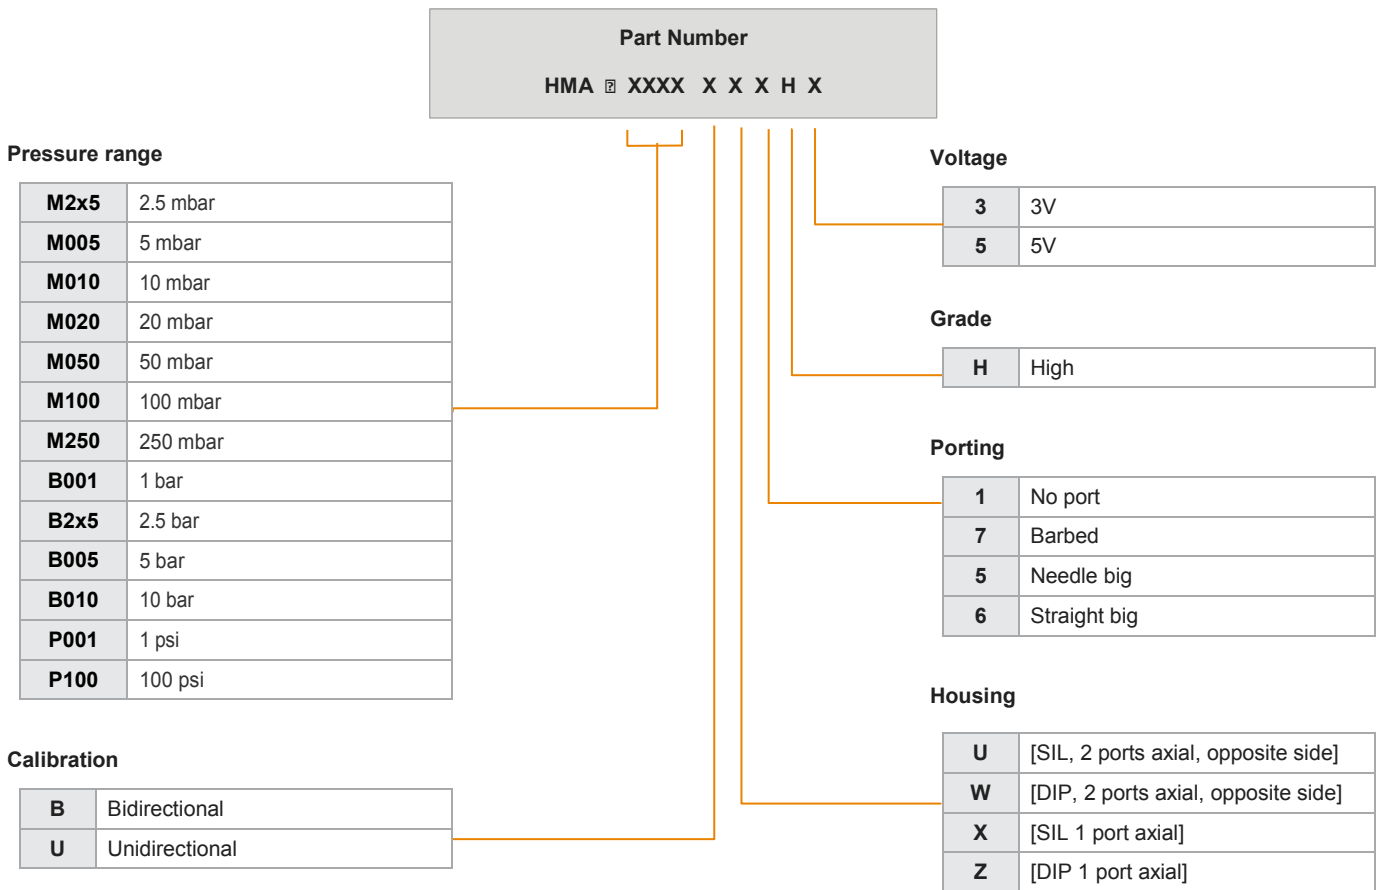 Part Number
HMA ⍰ XXXX X X X H X
Pressure range
M2x5 2.5 mbar
M005 5 mbar
M010 10 mbar
M020 20 mbar
M050 50 mbar
M100 100 mbar
M250 250 mbar
B001 1 bar
B2x5 2.5 bar
B005 5 bar
B010 10 bar
P001 1 psi
P100 100 psi
Calibration
B Bidirectional
U Unidirectional
Voltage
3 3V
5 5V
Grade
H High
Porting
1 No port
7 Barbed
5 Needle big
6 Straight big
Housing
U [SIL, 2 ports axial, opposite side]
W [DIP, 2 ports axial, opposite side]
X [SIL 1 port axial]
Z [DIP 1 port axial]